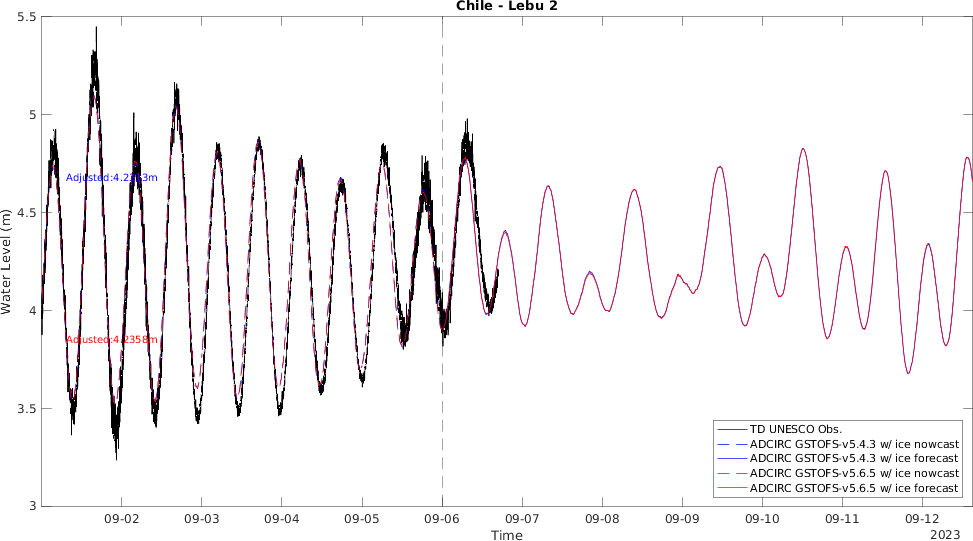 Chile - Lebu 2
5.5
5
4.5
4
3.5
3
Water Level (m)
Adjusted:4.2358m
09-02
09-03
09-04
09-05
09-06
09-07
09-08
09-09
09-10
09-11
09-12
2023
Time
TD UNESCO Obs.
ADCIRC GSTOFS-v5.4.3 w/ ice nowcast
ADCIRC GSTOFS-v5.4.3 w/ ice forecast
ADCIRC GSTOFS-v5.6.5 w/ ice nowcast
ADCIRC GSTOFS-v5.6.5 w/ ice forecast